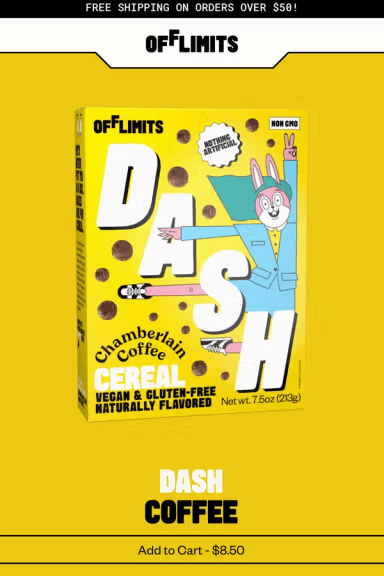 FREE SHIPPING ON ORDERS OVER $50!
OFFLIMITS
OFFLIMITS
NON GMO
NOTHING
ARTIFICIAL
DASH
Chamberlain
Coffee
CEREAL
VEGAN & GLUTEN-FREE
NATURALLY FLAVORED
Net wt. 7.5oz (213g)
DASH
COFFEE
Add to Cart - $8.50